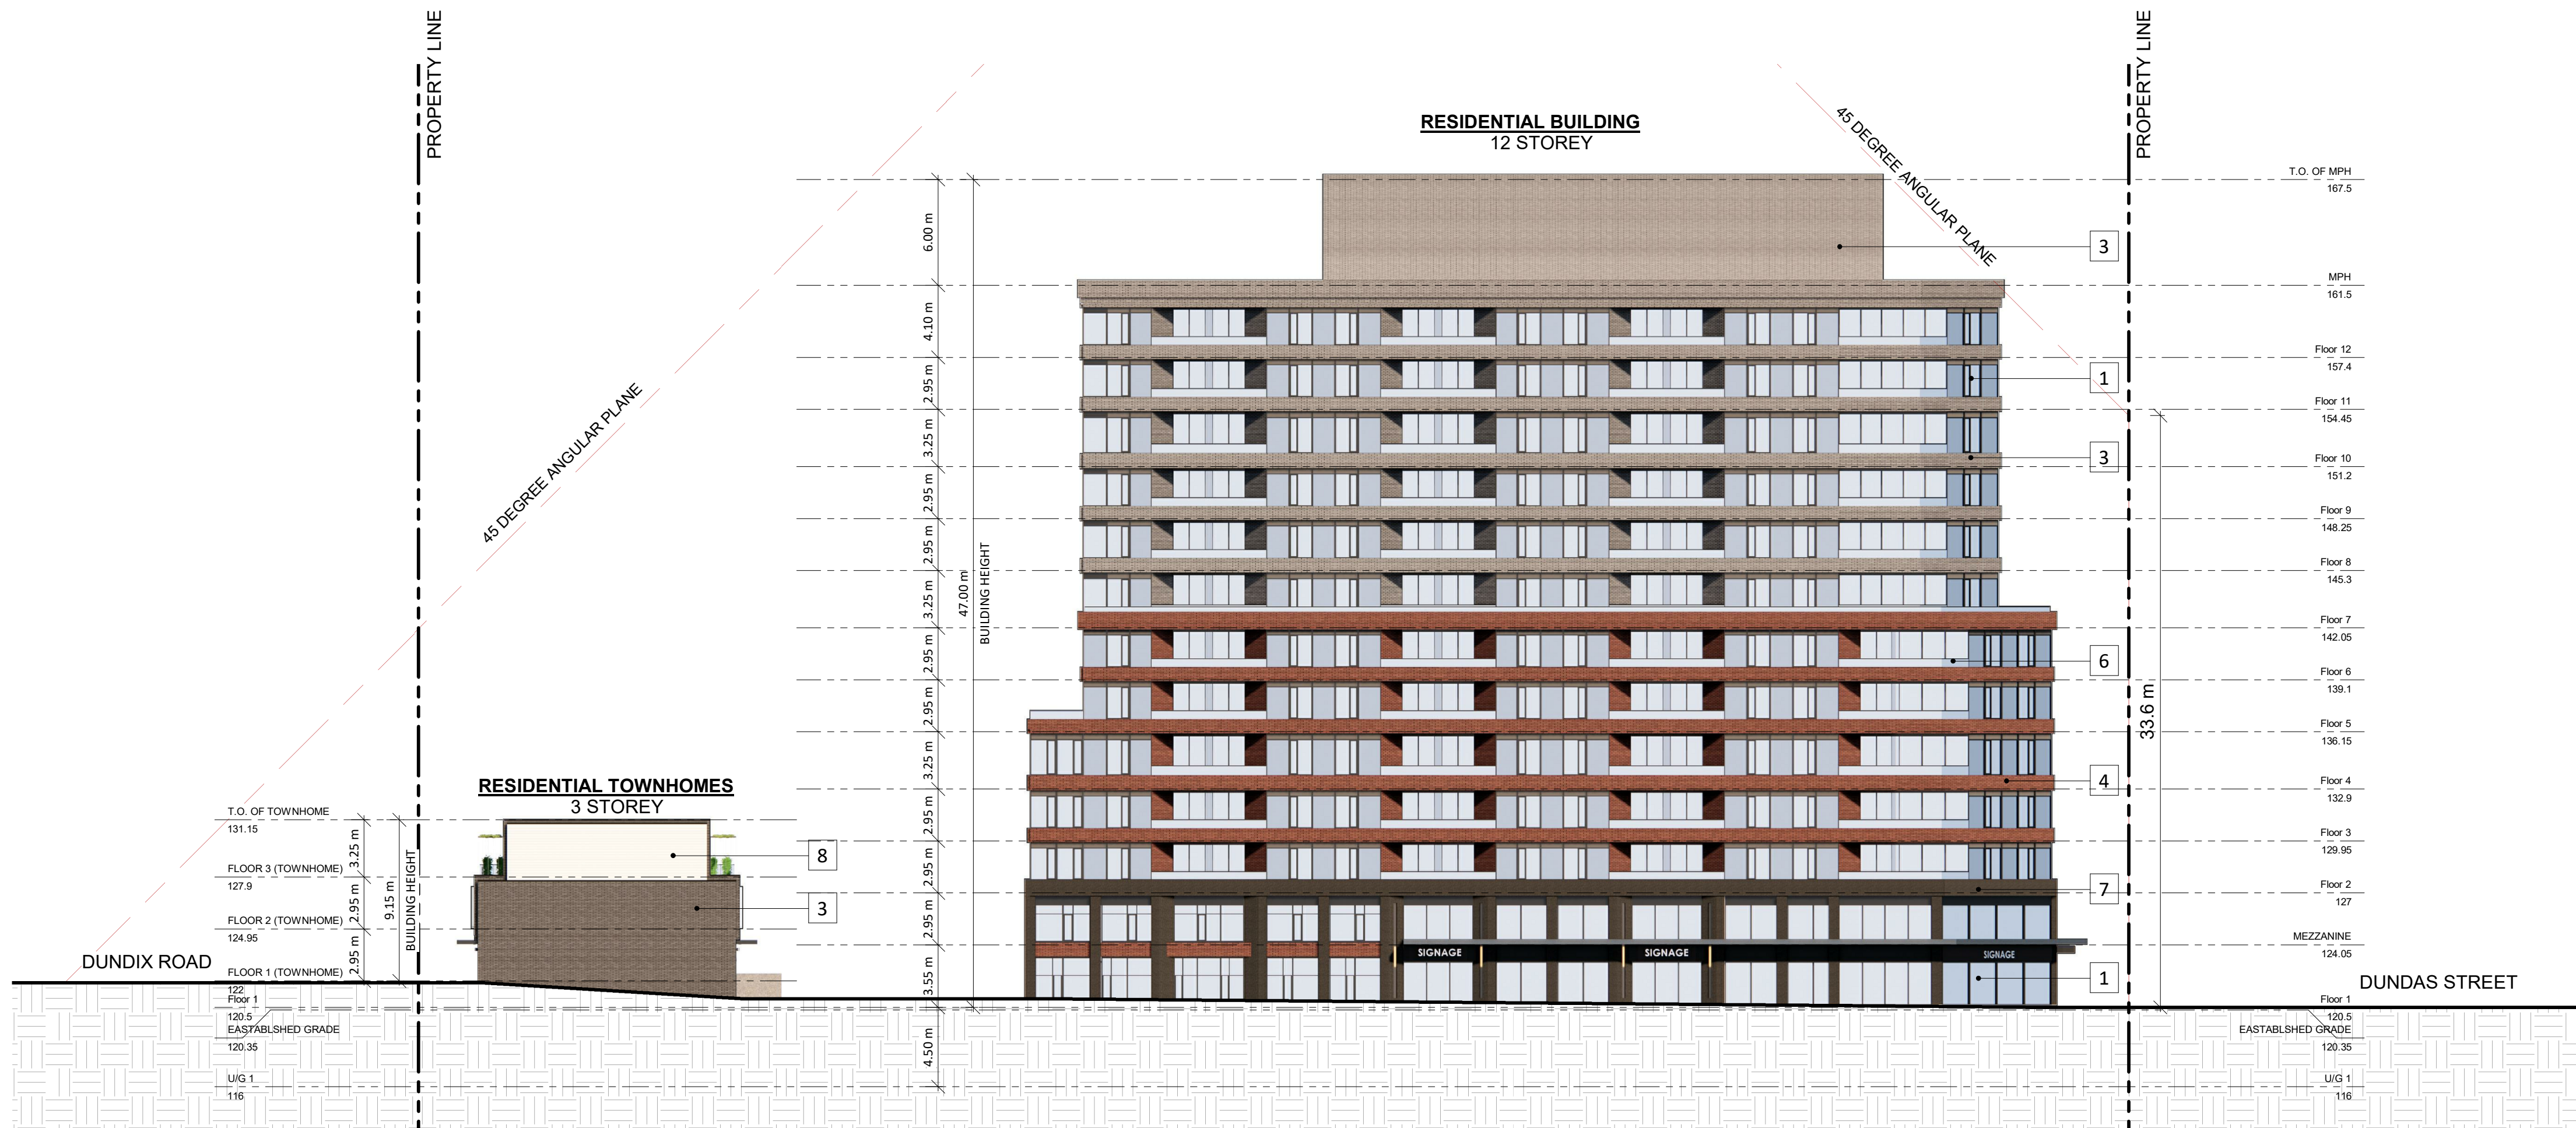 PROPERTY LINE
PROPERTY LINE
45 DEGREE ANGULAR PLANE
45 DEGREE ANGULAR PLANE
RESIDENTIAL BUILDING
12 STOREY
RESIDENTIAL TOWNHOMES
3 STOREY
T.O. OF TOWNHOME
131.15
FLOOR 3 (TOWNHOME)
127.9
FLOOR 2 (TOWNHOME)
124.95
FLOOR 1 (TOWNHOME)
122
Floor 1
120.5
EASTABLSHED GRADE
120.35
U/G 1
116
DUNDIX ROAD
3.25 m
2.95 m
2.95 m
9.15 m
BUILDING HEIGHT
8
3
6.00 m
4.10 m
2.95 m
3.25 m
2.95 m
2.95 m
3.25 m
2.95 m
2.95 m
3.25 m
2.95 m
2.95 m
2.95 m
3.55 m
4.50 m
47.00 m
BUILDING HEIGHT
SIGNAGE
SIGNAGE
SIGNAGE
3
1
3
6
4
7
1
33.6 m
T.O. OF MPH
167.5
MPH
161.5
Floor 12
157.4
Floor 11
154.45
Floor 10
151.2
Floor 9
148.25
Floor 8
145.3
Floor 7
142.05
Floor 6
139.1
Floor 5
136.15
Floor 4
132.9
Floor 3
129.95
Floor 2
127
MEZZANINE
124.05
Floor 1
120.5
EASTABLSHED GRADE
120.35
U/G 1
116
DUNDAS STREET